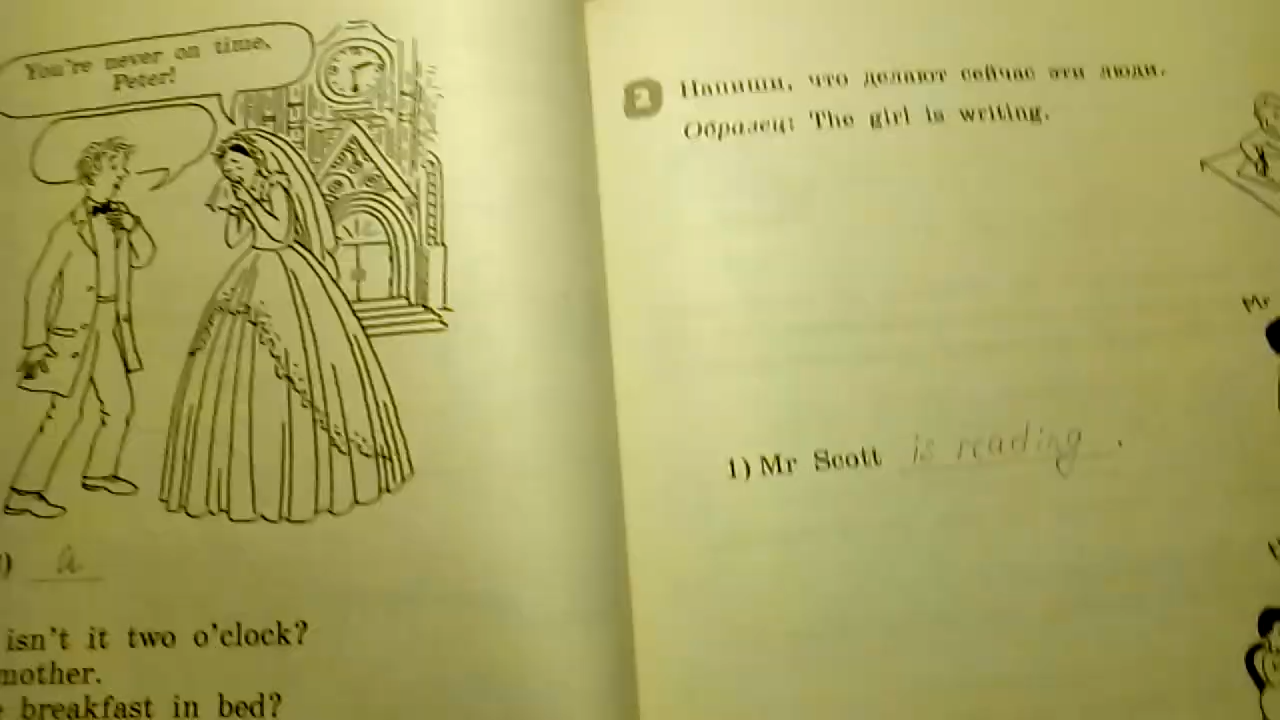 You're never on time,
Peter!
) a
isn't it two o'clock?
mother.
breakfast in bed?
2 Напиши, что делают сейчас эти люди.
Образец: The girl is writing.
Mr
1) Mr Scott is reading.